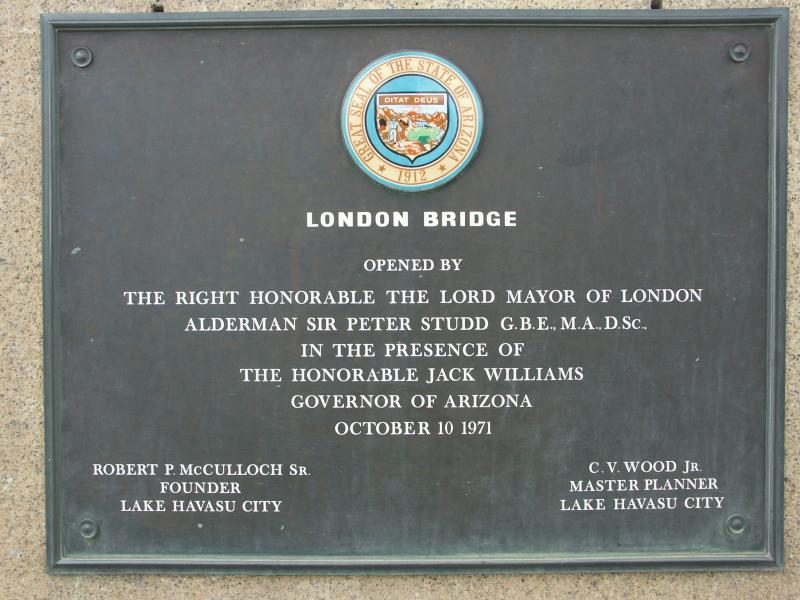 GREAT SEAL OF THE STATE OF ARIZONA
DITAT DEUS
1912
LONDON BRIDGE
OPENED BY
THE RIGHT HONORABLE THE LORD MAYOR OF LONDON
ALDERMAN SIR PETER STUDD G.B.E., M.A., D.Sc.,
IN THE PRESENCE OF
THE HONORABLE JACK WILLIAMS
GOVERNOR OF ARIZONA
OCTOBER 10 1971
ROBERT P. McCULLOCH Sr.
FOUNDER
LAKE HAVASU CITY
C. V. WOOD Jr.
MASTER PLANNER
LAKE HAVASU CITY